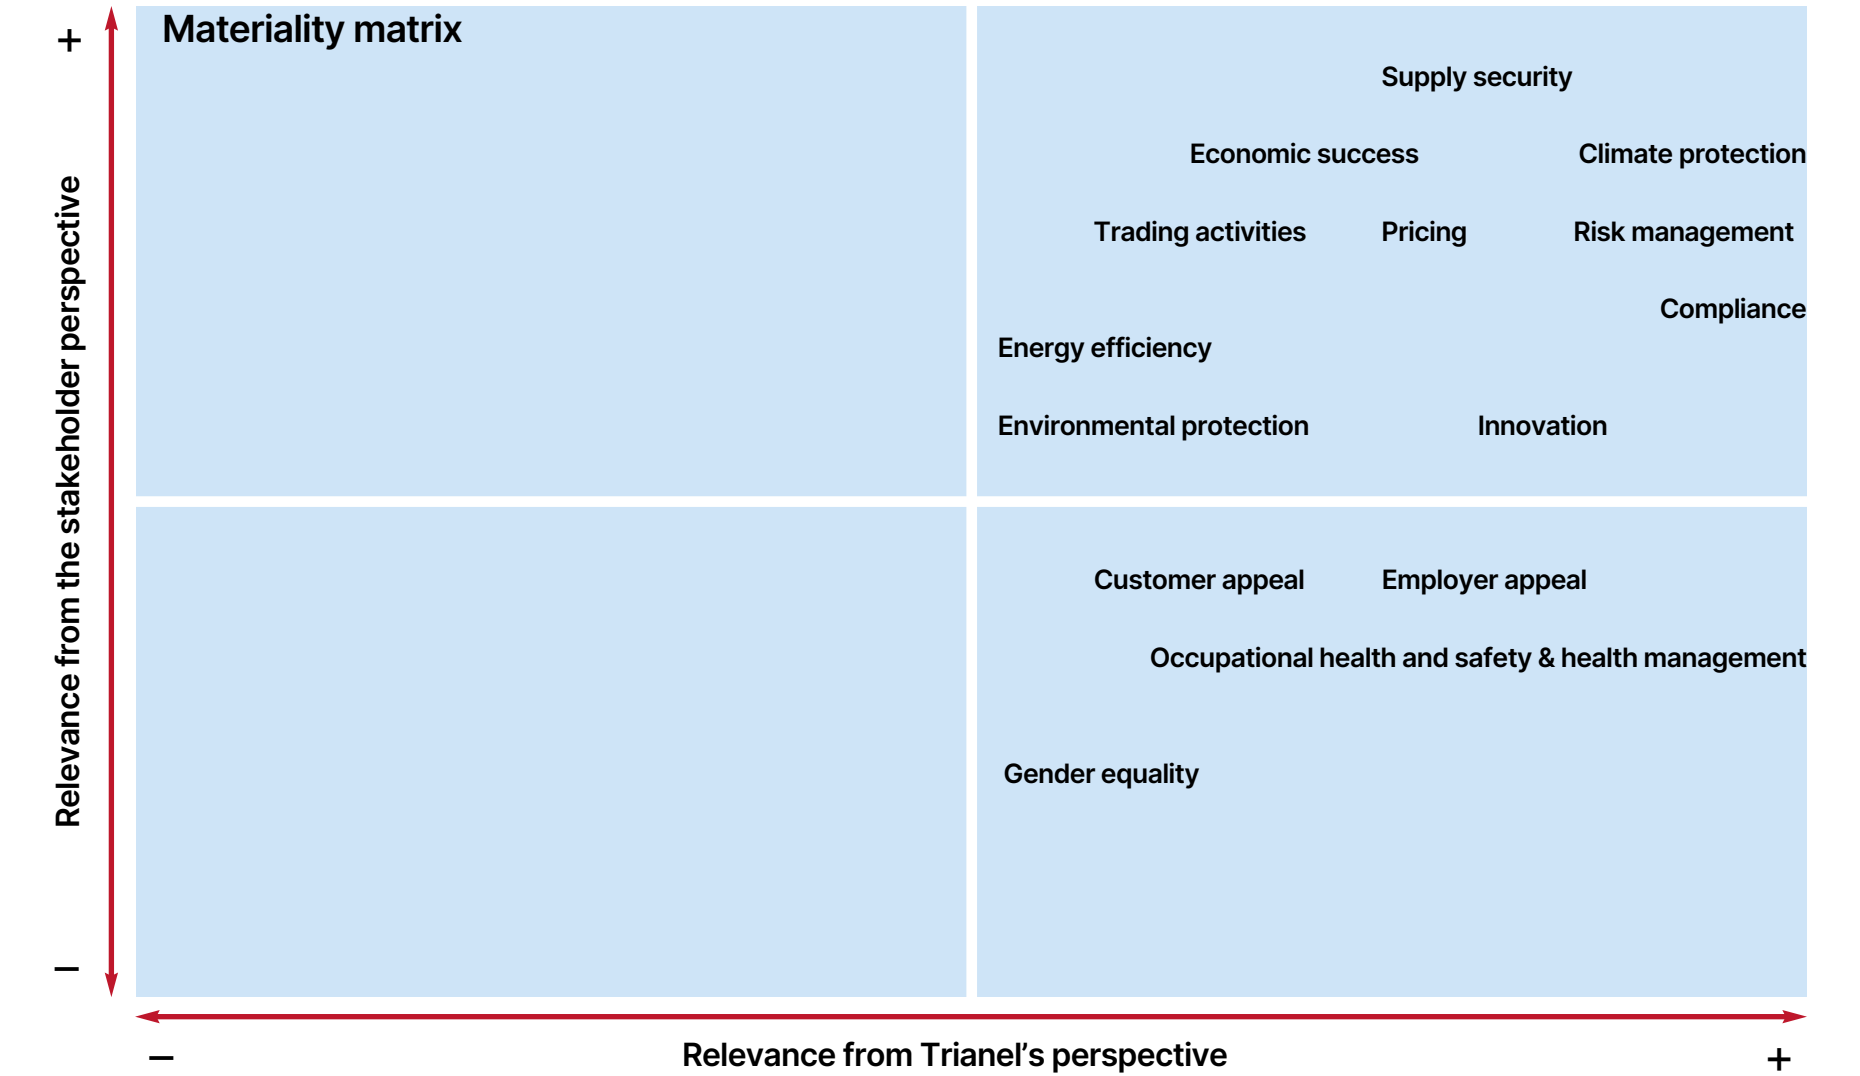 Materiality matrix
+
Relevance from the stakeholder perspective
–
Supply security
Economic success
Climate protection
Trading activities
Pricing
Risk management
Compliance
Energy efficiency
Environmental protection
Innovation
Customer appeal
Employer appeal
Occupational health and safety & health management
Gender equality
–
Relevance from Trianel’s perspective
+